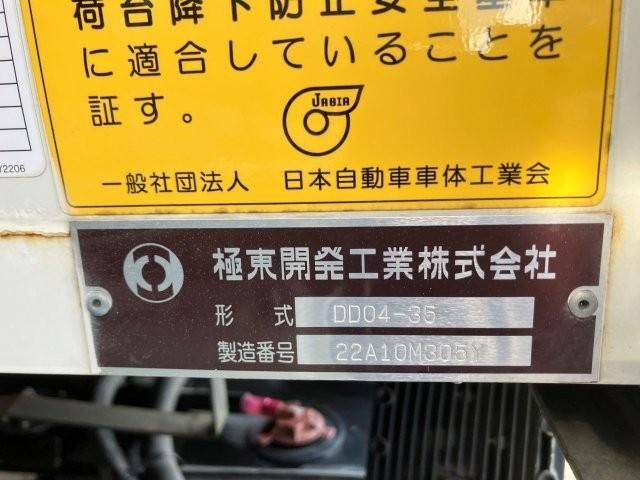 荷台降下防止安全基準
に適合していることを
証す。
JABIA
一般社団法人 日本自動車車体工業会
Y2206
極東開発工業株式会社
形式 DD04-35
製造番号 22A10M305Y